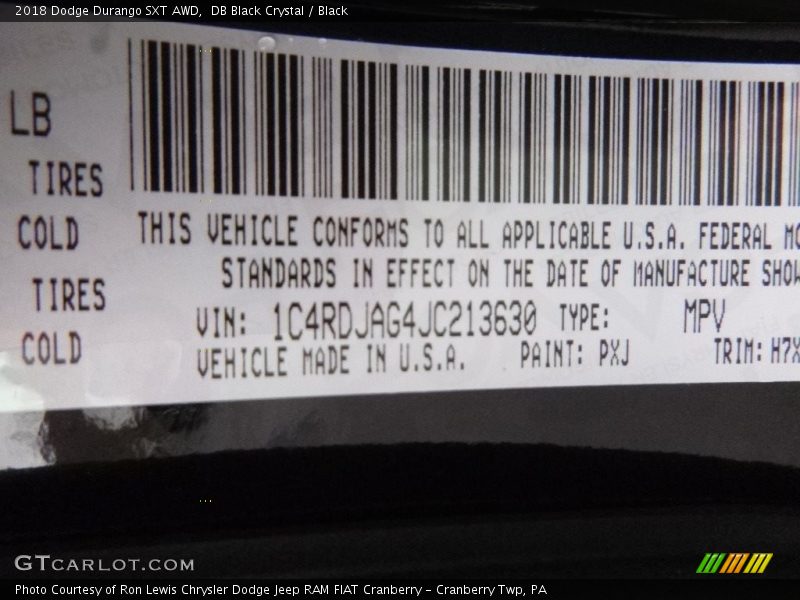 2018 Dodge Durango SXT AWD,  DB Black Crystal / Black
LB
TIRES
COLD
TIRES
COLD
THIS VEHICLE CONFORMS TO ALL APPLICABLE U.S.A. FEDERAL
STANDARDS IN EFFECT ON THE DATE OF MANUFACTURE
VIN: 1C4RDJAG4JC213630 TYPE: MPV
VEHICLE MADE IN U.S.A. PAINT: PXJ TRIM: H7X
GTCARLOT.COM
Photo Courtesy of Ron Lewis Chrysler Dodge Jeep RAM FIAT Cranberry – Cranberry Twp, PA